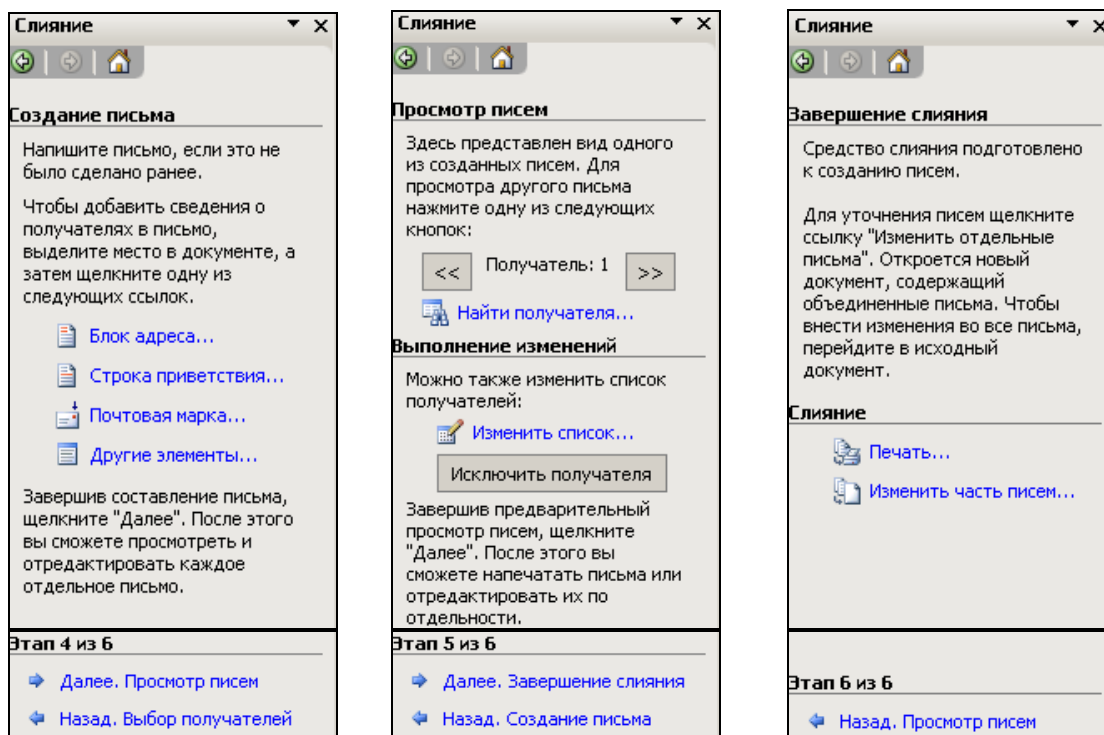 Слияние
Создание письма
Напишите письмо, если это не
было сделано ранее.
Чтобы добавить сведения о
получателях в письмо,
выделите место в документе, а
затем щелкните одну из
следующих ссылок.
Блок адреса...
Строка приветствия...
Почтовая марка...
Другие элементы...
Завершив составление письма,
щелкните "Далее". После этого
вы сможете просмотреть и
отредактировать каждое
отдельное письмо.
Этап 4 из 6
Далее. Просмотр писем
Назад. Выбор получателей
Слияние
Просмотр писем
Здесь представлен вид одного
из созданных писем. Для
просмотра другого письма
нажмите одну из следующих
кнопок:
<< Получатель: 1 >>
Найти получателя...
Выполнение изменений
Можно также изменить список
получателей:
Изменить список...
Исключить получателя
Завершив предварительный
просмотр писем, щелкните
"Далее". После этого вы
сможете напечатать письма или
отредактировать их по
отдельности.
Этап 5 из 6
Далее. Завершение слияния
Назад. Создание письма
Слияние
Завершение слияния
Средство слияния подготовлено
к созданию писем.
Для уточнения писем щелкните
ссылку "Изменить отдельные
письма". Откроется новый
документ, содержащий
объединенные письма. Чтобы
внести изменения во все письма,
перейдите в исходный
документ.
Слияние
Печать...
Изменить часть писем...
Этап 6 из 6
Назад. Просмотр писем